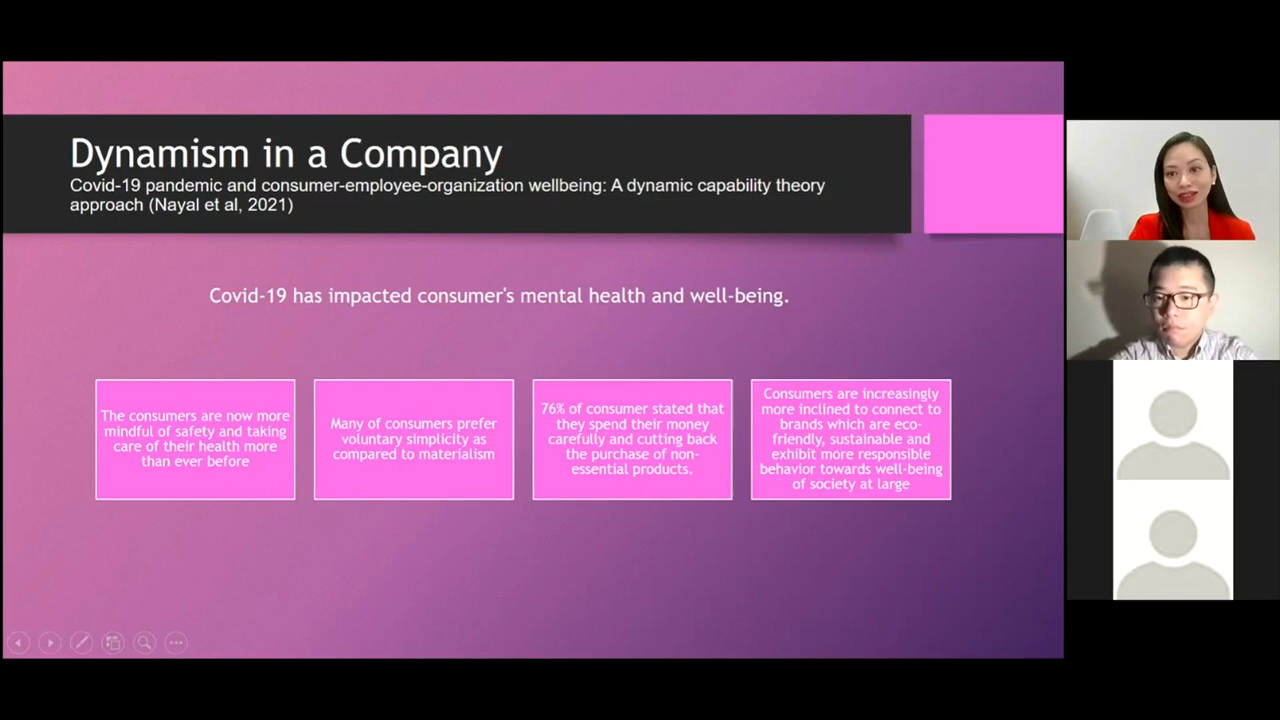 Dynamism in a Company
Covid-19 pandemic and consumer-employee-organization wellbeing: A dynamic capability theory
approach (Nayal et al, 2021)
Covid-19 has impacted consumer's mental health and well-being.
The consumers are now more
mindful of safety and taking
care of their health more
than ever before
Many of consumers prefer
voluntary simplicity as
compared to materialism
76% of consumer stated that
they spend their money
carefully and cutting back
the purchase of non-
essential products.
Consumers are increasingly
more inclined to connect to
brands which are eco-
friendly, sustainable and
exhibit more responsible
behavior towards well-being
of society at large